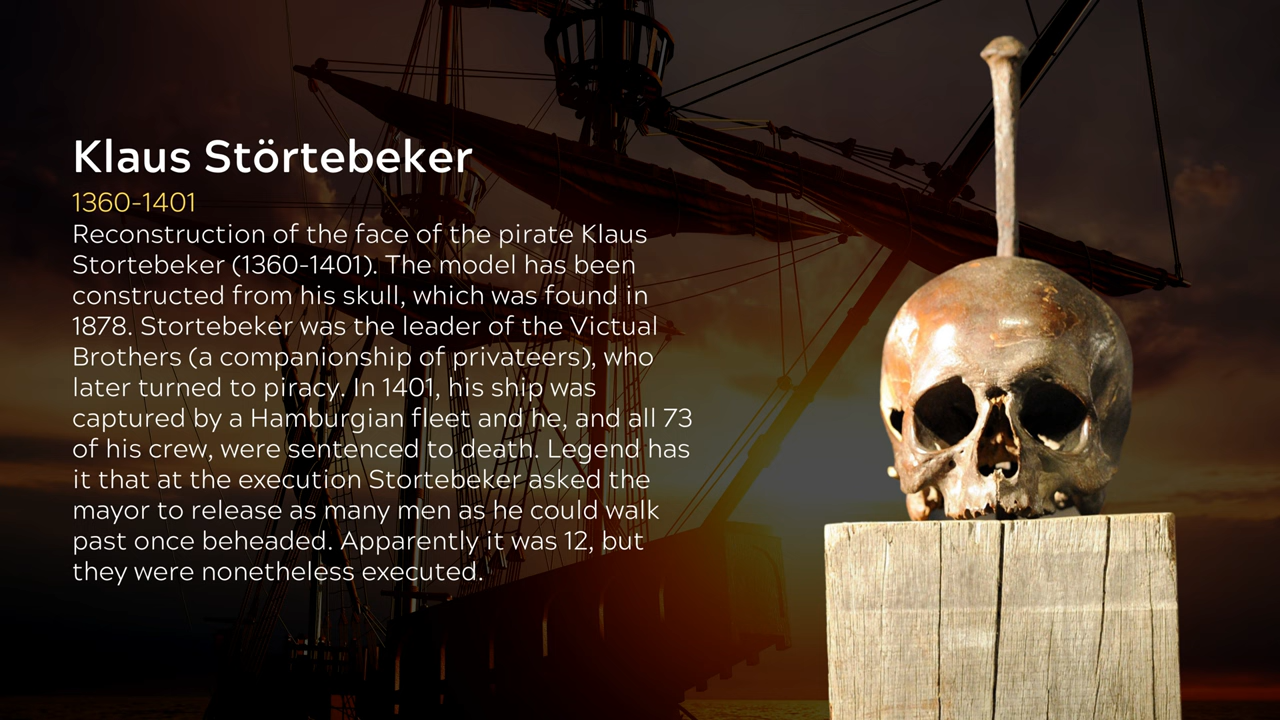 Klaus Störtebeker
1360-1401
Reconstruction of the face of the pirate Klaus
Stortebeker (1360-1401). The model has been
constructed from his skull, which was found in
1878. Stortebeker was the leader of the Victual
Brothers (a companionship of privateers), who
later turned to piracy. In 1401, his ship was
captured by a Hamburgian fleet and he, and all 73
of his crew, were sentenced to death. Legend has
it that at the execution Stortebeker asked the
mayor to release as many men as he could walk
past once beheaded. Apparently it was 12, but
they were nonetheless executed.